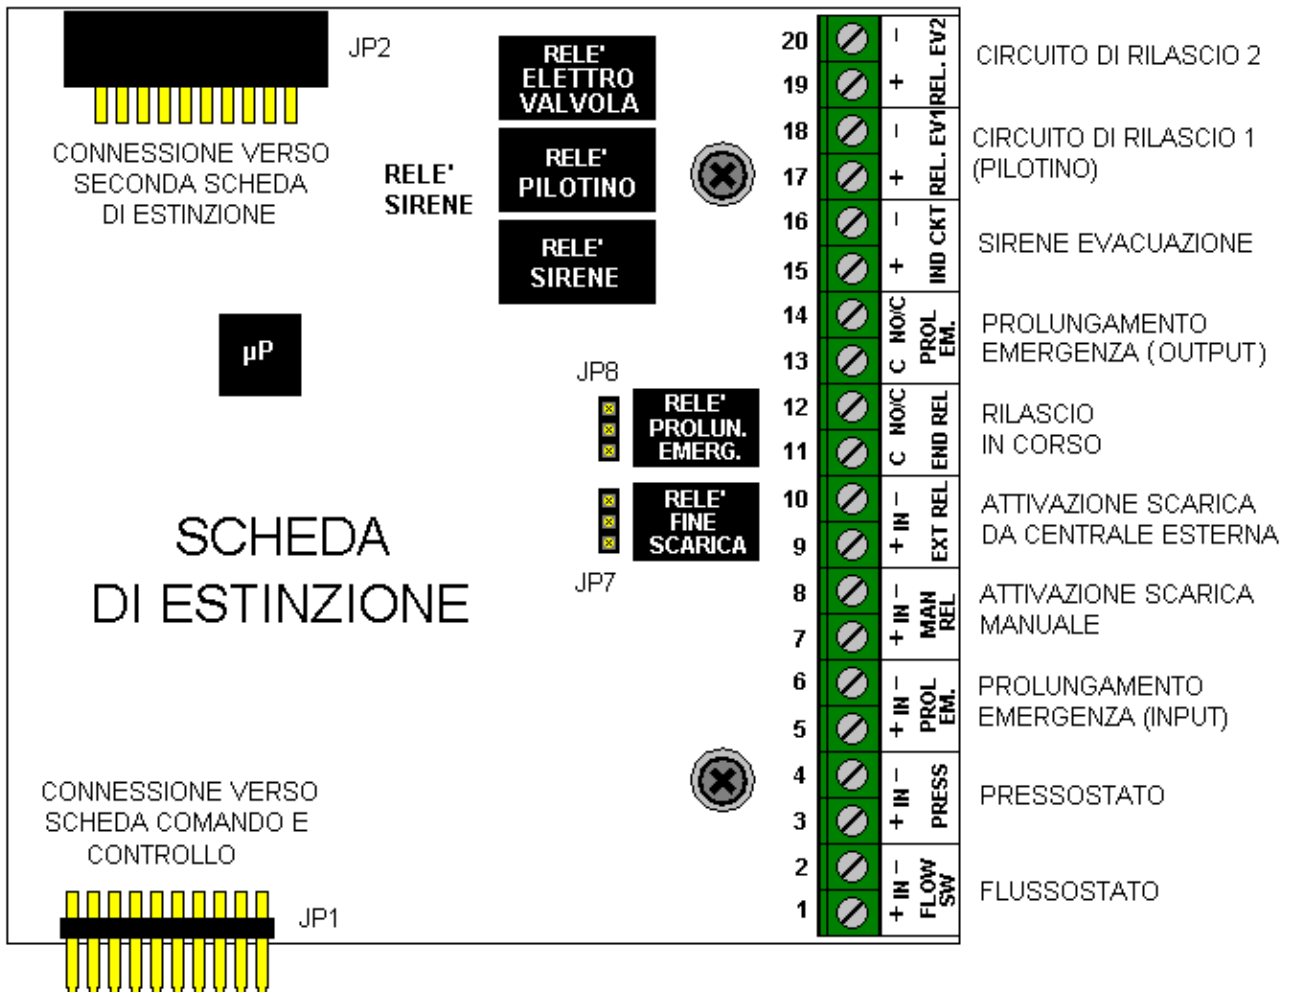 JP2
CONNESSIONE VERSO
SECONDA SCHEDA
DI ESTINZIONE
RELE'
ELETTRO
VALVOLA
RELE'
PILOTINO
RELE'
SIRENE
RELE'
SIRENE
µP
JP8
RELE'
PROLUN.
EMERG.
RELE'
FINE
SCARICA
JP7
SCHEDA
DI ESTINZIONE
CONNESSIONE VERSO
SCHEDA COMANDO E
CONTROLLO
JP1
20 −
19 +
REL. EV2
CIRCUITO DI RILASCIO 2
18 −
17 +
REL. EV1
CIRCUITO DI RILASCIO 1
(PILOTINO)
16 −
15 +
IND CKT
SIRENE EVACUAZIONE
14 NO/C
13 C
PROL
EM.
PROLUNGAMENTO
EMERGENZA (OUTPUT)
12 NO/C
11 C
END REL
RILASCIO
IN CORSO
10
9
+ IN −
EXT REL
ATTIVAZIONE SCARICA
DA CENTRALE ESTERNA
8
7
+ IN −
MAN
REL
ATTIVAZIONE SCARICA
MANUALE
6
5
+ IN −
PROL
EM.
PROLUNGAMENTO
EMERGENZA (INPUT)
4
3
+ IN −
PRESS
PRESSOSTATO
2
1
+ IN −
FLOW
SW
FLUSSOSTATO